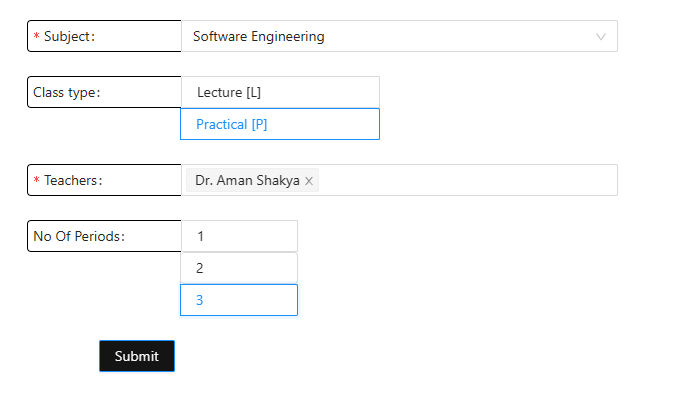 * Subject: Software Engineering
Class type: Lecture [L]
Practical [P]
* Teachers: Dr. Aman Shakya ×
No Of Periods: 1
2
3
Submit